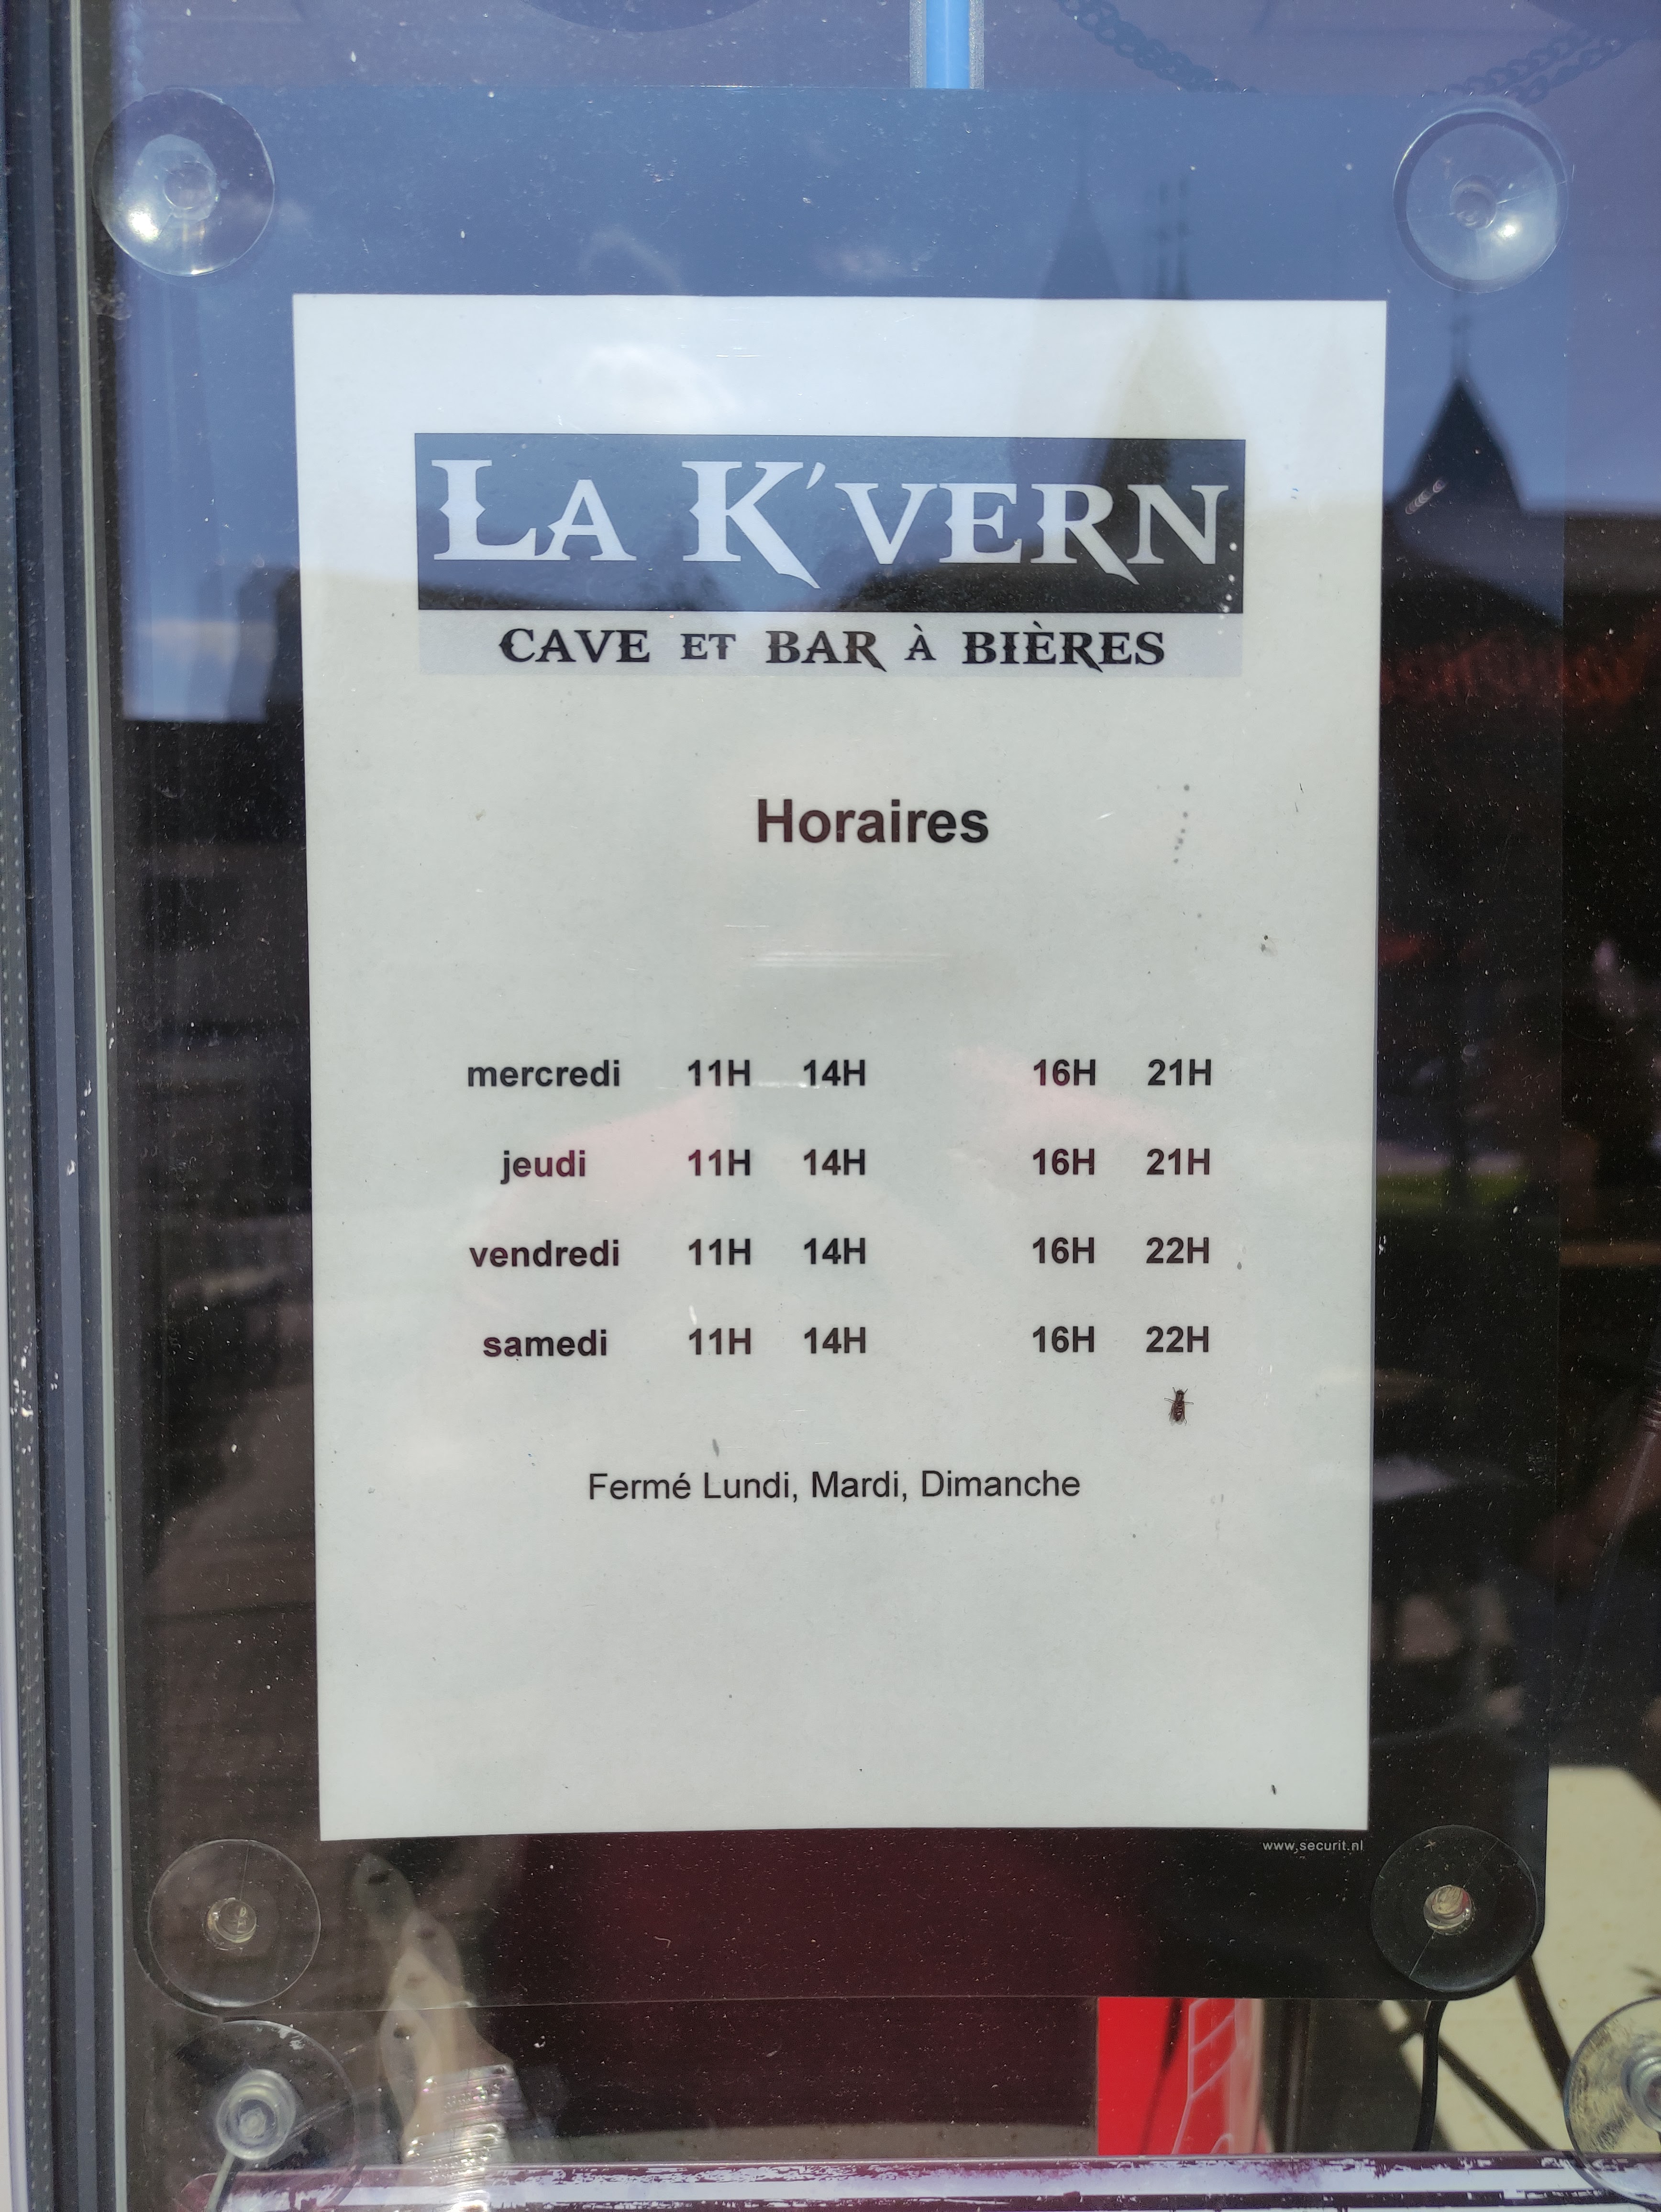 LA K'VERN
CAVE ET BAR À BIÈRES
Horaires
mercredi 11H 14H 16H 21H
jeudi 11H 14H 16H 21H
vendredi 11H 14H 16H 22H
samedi 11H 14H 16H 22H
Fermé Lundi, Mardi, Dimanche
www.securit.nl